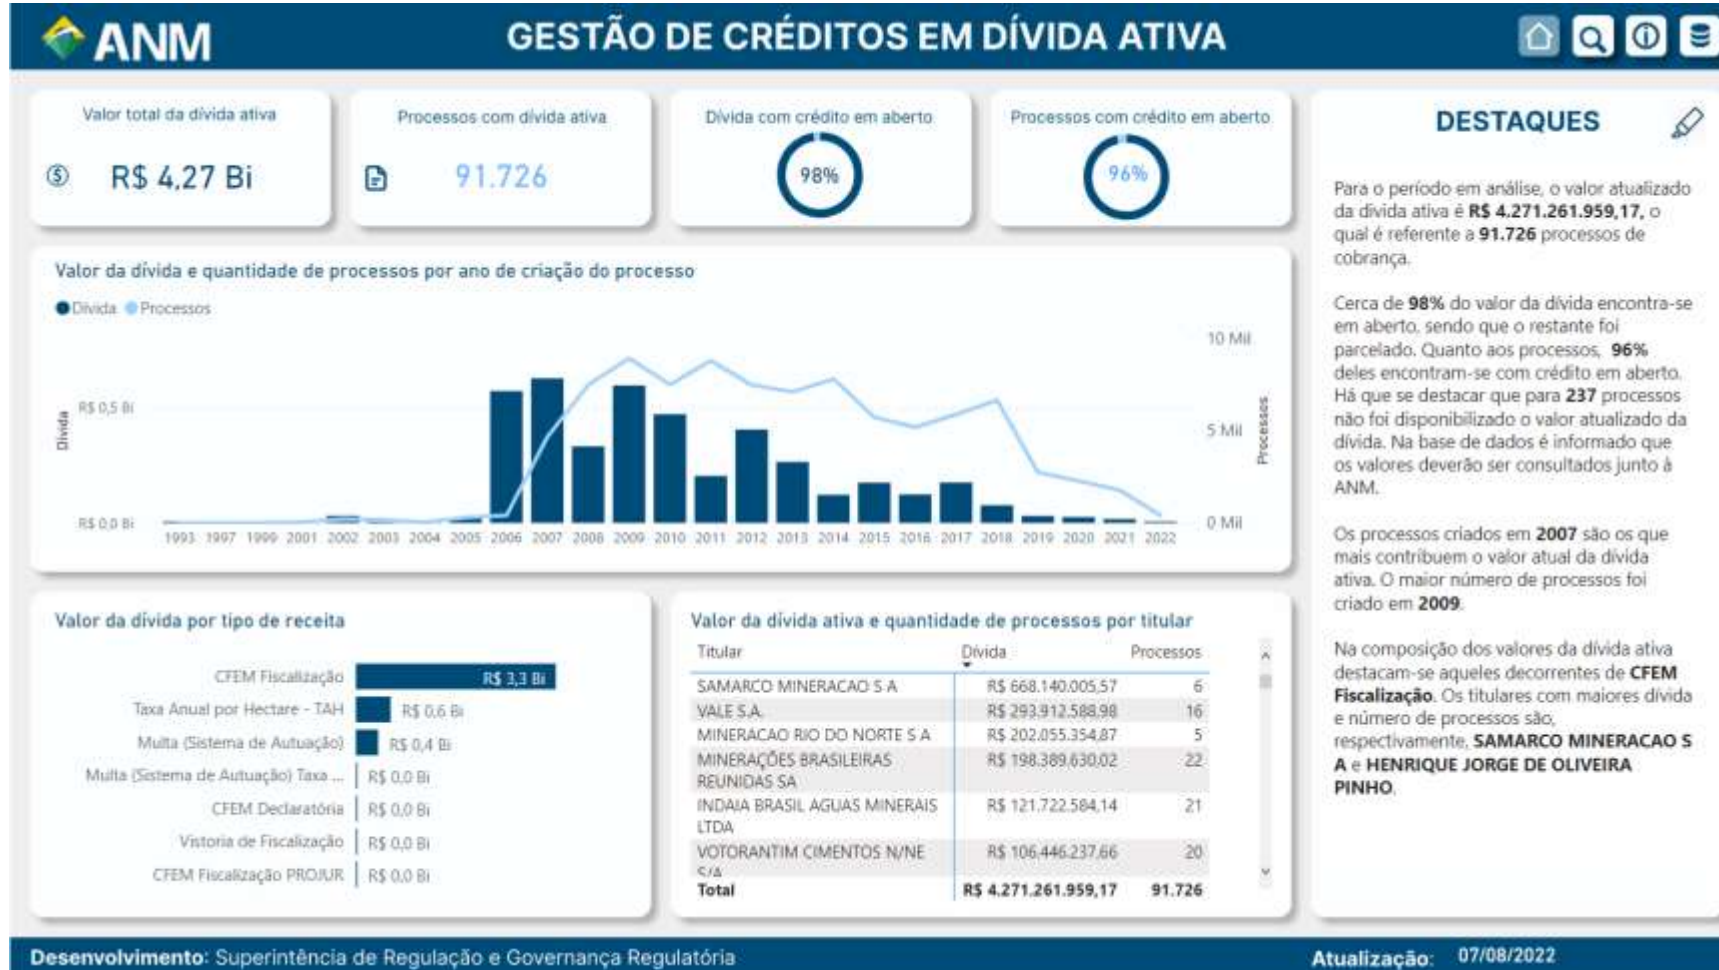 ANM
GESTÃO DE CRÉDITOS EM DÍVIDA ATIVA
Valor total da dívida ativa
R$ 4,27 Bi
Processos com dívida ativa
91.726
Dívida com crédito em aberto
98%
Processos com crédito em aberto
96%
Valor da dívida e quantidade de processos por ano de criação do processo
Dívida Processos
10 Mil
R$ 0,5 Bi
5 Mil
R$ 0,0 Bi
0 Mil
Dívida
Processos
1993 1997 1999 2001 2002 2003 2004 2005 2006 2007 2008 2009 2010 2011 2012 2013 2014 2015 2016 2017 2018 2019 2020 2021 2022
Valor da dívida por tipo de receita
CFEM Fiscalização R$ 3,3 Bi
Taxa Anual por Hectare - TAH R$ 0,6 Bi
Multa (Sistema de Autuação) R$ 0,4 Bi
Multa (Sistema de Autuação) Taxa ... R$ 0,0 Bi
CFEM Declaratória R$ 0,0 Bi
Vistoria de Fiscalização R$ 0,0 Bi
CFEM Fiscalização PROJUR R$ 0,0 Bi
Valor da dívida ativa e quantidade de processos por titular
Titular Dívida Processos
SAMARCO MINERACAO S A R$ 668.140.005,57 6
VALE S.A. R$ 293.912.588,98 16
MINERACAO RIO DO NORTE S A R$ 202.055.354,87 5
MINERAÇÕES BRASILEIRAS R$ 198.389.630,02 22
REUNIDAS SA
INDAIA BRASIL AGUAS MINERAIS R$ 121.722.584,14 21
LTDA
VOTORANTIM CIMENTOS N/NE R$ 106.446.237,66 20
S/A
Total R$ 4.271.261.959,17 91.726
DESTAQUES
Para o período em análise, o valor atualizado
da dívida ativa é R$ 4.271.261.959,17, o
qual é referente a 91.726 processos de
cobrança.
Cerca de 98% do valor da dívida encontra-se
em aberto, sendo que o restante foi
parcelado. Quanto aos processos, 96%
deles encontram-se com crédito em aberto.
Há que se destacar que para 237 processos
não foi disponibilizado o valor atualizado da
dívida. Na base de dados é informado que
os valores deverão ser consultados junto à
ANM.
Os processos criados em 2007 são os que
mais contribuem o valor atual da dívida
ativa. O maior número de processos foi
criado em 2009.
Na composição dos valores da dívida ativa
destacam-se aqueles decorrentes de CFEM
Fiscalização. Os titulares com maiores dívida
e número de processos são,
respectivamente, SAMARCO MINERACAO S
A e HENRIQUE JORGE DE OLIVEIRA
PINHO.
Desenvolvimento: Superintência de Regulação e Governança Regulatória
Atualização: 07/08/2022